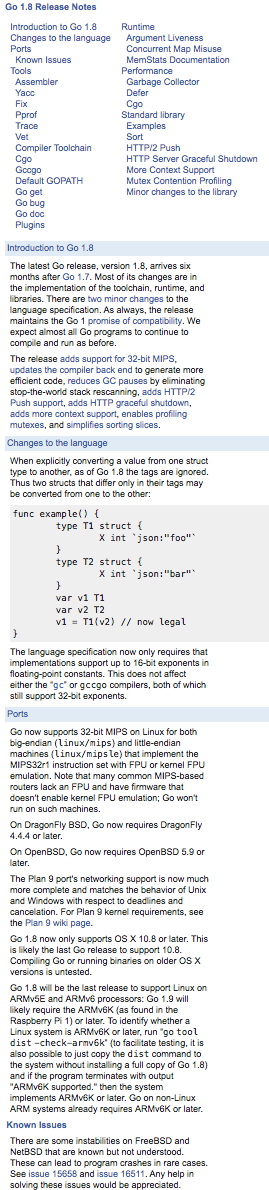 Go 1.8 Release Notes
Introduction to Go 1.8
Changes to the language
Ports
Known Issues
Tools
Assembler
Yacc
Fix
Pprof
Trace
Vet
Compiler Toolchain
Cgo
Gccgo
Default GOPATH
Go get
Go bug
Go doc
Plugins
Runtime
Argument Liveness
Concurrent Map Misuse
MemStats Documentation
Performance
Garbage Collector
Defer
Cgo
Standard library
Examples
Sort
HTTP/2 Push
HTTP Server Graceful Shutdown
More Context Support
Mutex Contention Profiling
Minor changes to the library
Introduction to Go 1.8
The latest Go release, version 1.8, arrives six
months after Go 1.7. Most of its changes are in
the implementation of the toolchain, runtime, and
libraries. There are two minor changes to the
language specification. As always, the release
maintains the Go 1 promise of compatibility. We
expect almost all Go programs to continue to
compile and run as before.
The release adds support for 32-bit MIPS,
updates the compiler back end to generate more
efficient code, reduces GC pauses by eliminating
stop-the-world stack rescanning, adds HTTP/2
Push support, adds HTTP graceful shutdown,
adds more context support, enables profiling
mutexes, and simplifies sorting slices.
Changes to the language
When explicitly converting a value from one struct
type to another, as of Go 1.8 the tags are ignored.
Thus two structs that differ only in their tags may
be converted from one to the other:
func example() {
type T1 struct {
X int `json:"foo"`
}
type T2 struct {
X int `json:"bar"`
}
var v1 T1
var v2 T2
v1 = T1(v2) // now legal
}
The language specification now only requires that
implementations support up to 16-bit exponents in
floating-point constants. This does not affect
either the “gc” or gccgo compilers, both of which
still support 32-bit exponents.
Ports
Go now supports 32-bit MIPS on Linux for both
big-endian (linux/mips) and little-endian
machines (linux/mipsle) that implement the
MIPS32r1 instruction set with FPU or kernel FPU
emulation. Note that many common MIPS-based
routers lack an FPU and have firmware that
doesn't enable kernel FPU emulation; Go won't
run on such machines.
On DragonFly BSD, Go now requires DragonFly
4.4.4 or later.
On OpenBSD, Go now requires OpenBSD 5.9 or
later.
The Plan 9 port's networking support is now much
more complete and matches the behavior of Unix
and Windows with respect to deadlines and
cancelation. For Plan 9 kernel requirements, see
the Plan 9 wiki page.
Go 1.8 now only supports OS X 10.8 or later. This
is likely the last Go release to support 10.8.
Compiling Go or running binaries on older OS X
versions is untested.
Go 1.8 will be the last release to support Linux on
ARMv5E and ARMv6 processors: Go 1.9 will
likely require the ARMv6K (as found in the
Raspberry Pi 1) or later. To identify whether a
Linux system is ARMv6K or later, run “go tool
dist -check-armv6k” (to facilitate testing, it is
also possible to just copy the dist command to
the system without installing a full copy of Go 1.8)
and if the program terminates with output
"ARMv6K supported." then the system
implements ARMv6K or later. Go on non-Linux
ARM systems already requires ARMv6K or later.
Known Issues
There are some instabilities on FreeBSD and
NetBSD that are known but not understood.
These can lead to program crashes in rare cases.
See issue 15658 and issue 16511. Any help in
solving these issues would be appreciated.